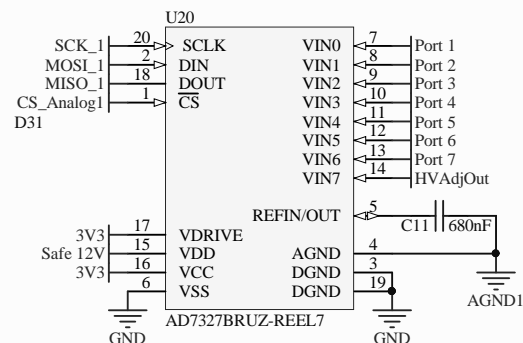 U20
SCK_1 20 SCLK VIN0 7 Port 1
MOSI_1 2 DIN VIN1 8 Port 2
MISO_1 18 DOUT VIN2 9 Port 3
CS_Analog1 1 CS VIN3 10 Port 4
D31 VIN4 11 Port 5
VIN5 12 Port 6
VIN6 13 Port 7
VIN7 14 HVAdjOut
REFIN/OUT 5 C11 680nF
3V3 17 VDRIVE
Safe 12V 15 VDD AGND 4
3V3 16 VCC DGND 3
6 VSS DGND 19
AGND1
GND AD7327BRUZ-REEL7 GND